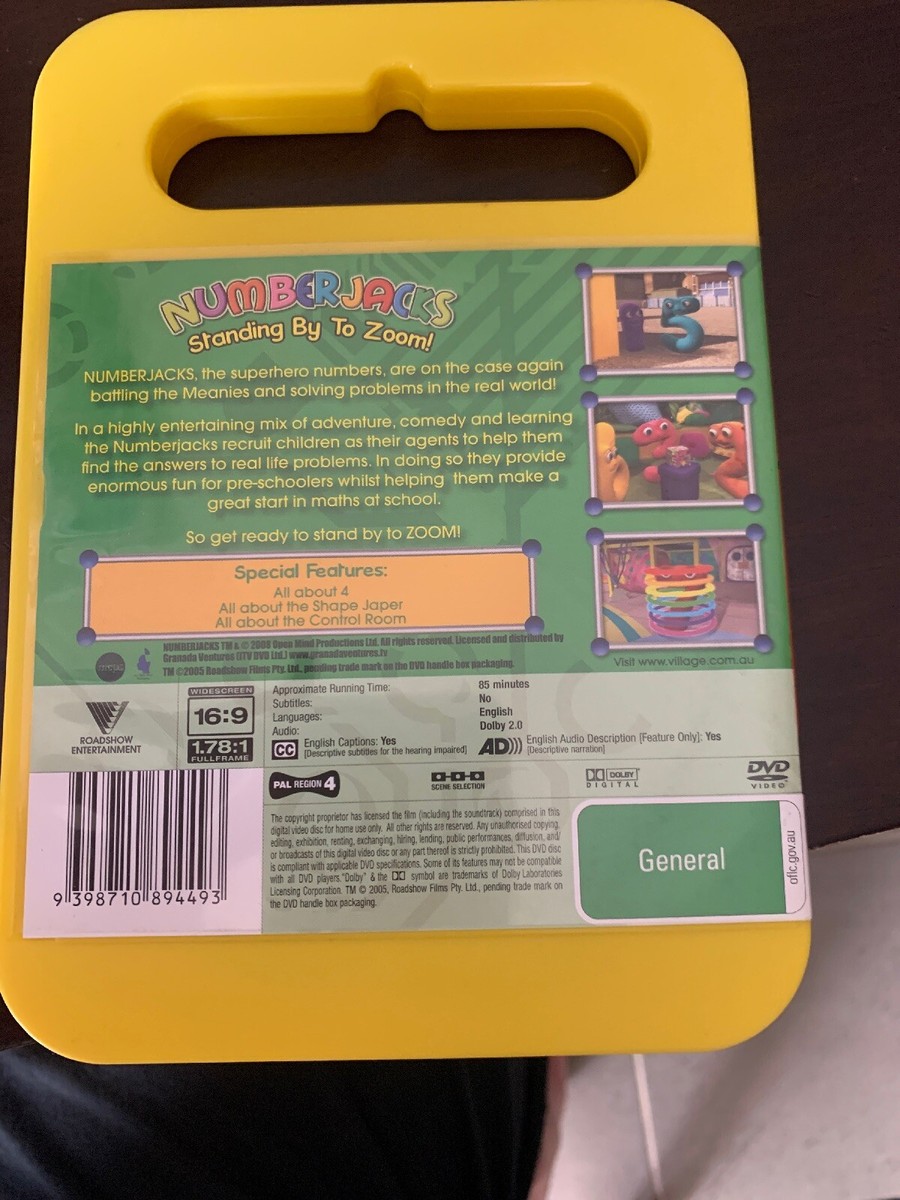 NUMBERJACKS
Standing By To Zoom!
NUMBERJACKS, the superhero numbers, are on the case again
battling the Meanies and solving problems in the real world!
In a highly entertaining mix of adventure, comedy and learning
the Numberjacks recruit children as their agents to help them
find the answers to real life problems. In doing so they provide
enormous fun for pre-schoolers whilst helping them make a
great start in maths at school.
So get ready to stand by to ZOOM!
Special Features:
All about 4
All about the Shape Japer
All about the Control Room
NUMBERJACKS TM & © 2008 Open Mind Productions Ltd. All rights reserved. Licensed and distributed by
Granada Ventures (ITV DVD Ltd.) www.granadaventures.tv
TM ©2005 Roadshow Films Pty. Ltd., pending trade mark on the DVD handle box packaging.
Visit www.village.com.au
ROADSHOW
ENTERTAINMENT
WIDESCREEN
16:9
1.78:1
FULLFRAME
Approximate Running Time: 85 minutes
Subtitles: No
Languages: English
Audio: Dolby 2.0
CC English Captions: Yes
[Descriptive subtitles for the hearing impaired]
AD))) English Audio Description [Feature Only]: Yes
[Descriptive narration]
PAL REGION 4
SCENE SELECTION
DOLBY
DIGITAL
DVD
VIDEO
The copyright proprietor has licensed the film (including the soundtrack) comprised in this
digital video disc for home use only. All other rights are reserved. Any unauthorised copying,
editing, exhibition, renting, exchanging, hiring, lending, public performances, diffusion, and/
or broadcasts of this digital video disc or any part thereof is strictly prohibited. This DVD disc
is compliant with applicable DVD specifications. Some of its features may not be compatible
with all DVD players. "Dolby" & the DD symbol are trademarks of Dolby Laboratories
Licensing Corporation. TM © 2005, Roadshow Films Pty. Ltd., pending trade mark on
the DVD handle box packaging.
General
oflc.gov.au
9 398710 894493